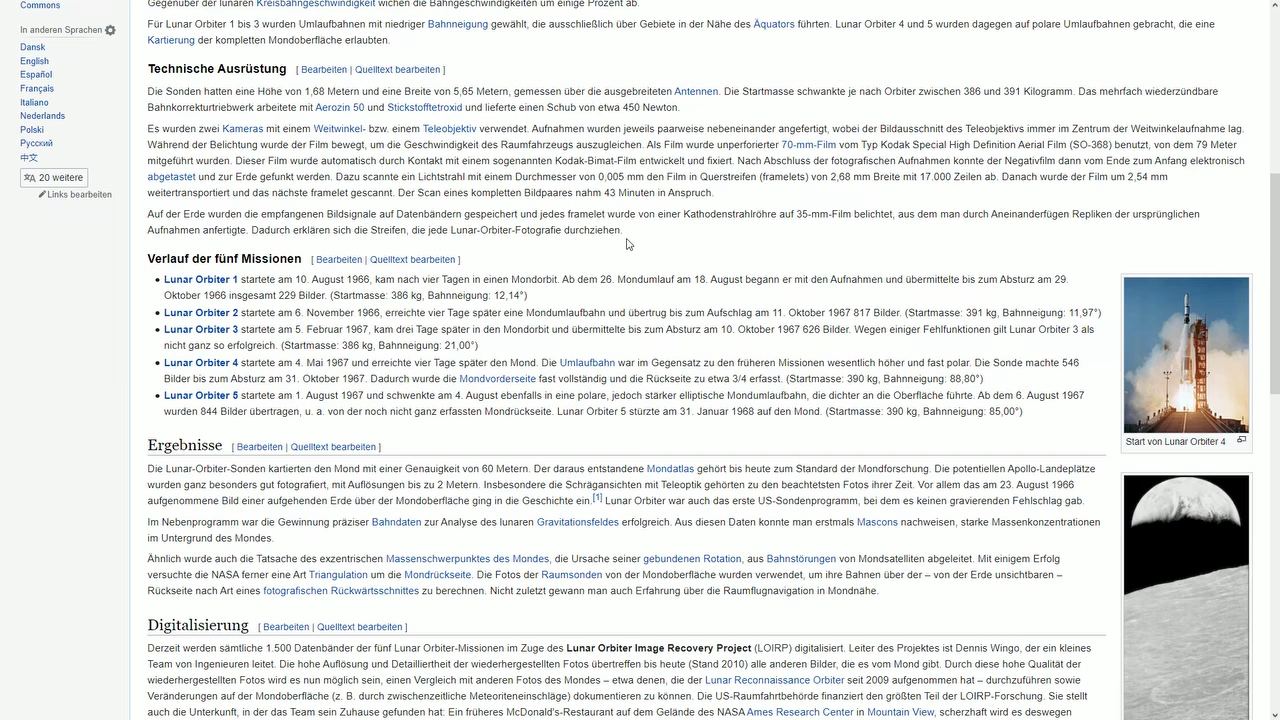 Commons
In anderen Sprachen
Dansk
English
Español
Français
Italiano
Nederlands
Polski
Русский
中文
20 weitere
Links bearbeiten
Gegenüber der lunaren Kreisbahngeschwindigkeit wichen die Bahngeschwindigkeiten um einige Prozent ab.
Für Lunar Orbiter 1 bis 3 wurden Umlaufbahnen mit niedriger Bahnneigung gewählt, die ausschließlich über Gebiete in der Nähe des Äquators führten. Lunar Orbiter 4 und 5 wurden dagegen auf polare Umlaufbahnen gebracht, die eine
Kartierung der kompletten Mondoberfläche erlaubten.
Technische Ausrüstung [ Bearbeiten | Quelltext bearbeiten ]
Die Sonden hatten eine Höhe von 1,68 Metern und eine Breite von 5,65 Metern, gemessen über die ausgebreiteten Antennen. Die Startmasse schwankte je nach Orbiter zwischen 386 und 391 Kilogramm. Das mehrfach wiederzündbare
Bahnkorrekturtriebwerk arbeitete mit Aerozin 50 und Stickstofftetroxid und lieferte einen Schub von etwa 450 Newton.
Es wurden zwei Kameras mit einem Weitwinkel- bzw. einem Teleobjektiv verwendet. Aufnahmen wurden jeweils paarweise nebeneinander angefertigt, wobei der Bildausschnitt des Teleobjektivs immer im Zentrum der Weitwinkelaufnahme lag.
Während der Belichtung wurde der Film bewegt, um die Geschwindigkeit des Raumfahrzeugs auszugleichen. Als Film wurde unperforierter 70-mm-Film vom Typ Kodak Special High Definition Aerial Film (SO-368) benutzt, von dem 79 Meter
mitgeführt wurden. Dieser Film wurde automatisch durch Kontakt mit einem sogenannten Kodak-Bimat-Film entwickelt und fixiert. Nach Abschluss der fotografischen Aufnahmen konnte der Negativfilm dann vom Ende zum Anfang elektronisch
abgetastet und zur Erde gefunkt werden. Dazu scannte ein Lichtstrahl mit einem Durchmesser von 0,005 mm den Film in Querstreifen (framelets) von 2,68 mm Breite mit 17.000 Zeilen ab. Danach wurde der Film um 2,54 mm
weitertransportiert und das nächste framelet gescannt. Der Scan eines kompletten Bildpaares nahm 43 Minuten in Anspruch.
Auf der Erde wurden die empfangenen Bildsignale auf Datenbändern gespeichert und jedes framelet wurde von einer Kathodenstrahlröhre auf 35-mm-Film belichtet, aus dem man durch Aneinanderfügen Repliken der ursprünglichen
Aufnahmen anfertigte. Dadurch erklären sich die Streifen, die jede Lunar-Orbiter-Fotografie durchziehen.
Verlauf der fünf Missionen [ Bearbeiten | Quelltext bearbeiten ]
• Lunar Orbiter 1 startete am 10. August 1966, kam nach vier Tagen in einen Mondorbit. Ab dem 26. Mondumlauf am 18. August begann er mit den Aufnahmen und übermittelte bis zum Absturz am 29.
Oktober 1966 insgesamt 229 Bilder. (Startmasse: 386 kg, Bahnneigung: 12,14°)
• Lunar Orbiter 2 startete am 6. November 1966, erreichte vier Tage später eine Mondumlaufbahn und übertrug bis zum Aufschlag am 11. Oktober 1967 817 Bilder. (Startmasse: 391 kg, Bahnneigung: 11,97°)
• Lunar Orbiter 3 startete am 5. Februar 1967, kam drei Tage später in den Mondorbit und übermittelte bis zum Absturz am 10. Oktober 1967 626 Bilder. Wegen einiger Fehlfunktionen gilt Lunar Orbiter 3 als
nicht ganz so erfolgreich. (Startmasse: 386 kg, Bahnneigung: 21,00°)
• Lunar Orbiter 4 startete am 4. Mai 1967 und erreichte vier Tage später den Mond. Die Umlaufbahn war im Gegensatz zu den früheren Missionen wesentlich höher und fast polar. Die Sonde machte 546
Bilder bis zum Absturz am 31. Oktober 1967. Dadurch wurde die Mondvorderseite fast vollständig und die Rückseite zu etwa 3/4 erfasst. (Startmasse: 390 kg, Bahnneigung: 88,80°)
• Lunar Orbiter 5 startete am 1. August 1967 und schwenkte am 4. August ebenfalls in eine polare, jedoch stärker elliptische Mondumlaufbahn, die dichter an die Oberfläche führte. Ab dem 6. August 1967
wurden 844 Bilder übertragen, u. a. von der noch nicht ganz erfassten Mondrückseite. Lunar Orbiter 5 stürzte am 31. Januar 1968 auf den Mond. (Startmasse: 390 kg, Bahnneigung: 85,00°)
Start von Lunar Orbiter 4
Ergebnisse [ Bearbeiten | Quelltext bearbeiten ]
Die Lunar-Orbiter-Sonden kartierten den Mond mit einer Genauigkeit von 60 Metern. Der daraus entstandene Mondatlas gehört bis heute zum Standard der Mondforschung. Die potentiellen Apollo-Landeplätze
wurden ganz besonders gut fotografiert, mit Auflösungen bis zu 2 Metern. Insbesondere die Schrägansichten mit Teleoptik gehörten zu den beachtetsten Fotos ihrer Zeit. Vor allem das am 23. August 1966
aufgenommene Bild einer aufgehenden Erde über der Mondoberfläche ging in die Geschichte ein.[1] Lunar Orbiter war auch das erste US-Sondenprogramm, bei dem es keinen gravierenden Fehlschlag gab.
Im Nebenprogramm war die Gewinnung präziser Bahndaten zur Analyse des lunaren Gravitationsfeldes erfolgreich. Aus diesen Daten konnte man erstmals Mascons nachweisen, starke Massenkonzentrationen
im Untergrund des Mondes.
Ähnlich wurde auch die Tatsache des exzentrischen Massenschwerpunktes des Mondes, die Ursache seiner gebundenen Rotation, aus Bahnstörungen von Mondsatelliten abgeleitet. Mit einigem Erfolg
versuchte die NASA ferner eine Art Triangulation um die Mondrückseite. Die Fotos der Raumsonden von der Mondoberfläche wurden verwendet, um ihre Bahnen über der – von der Erde unsichtbaren –
Rückseite nach Art eines fotografischen Rückwärtsschnittes zu berechnen. Nicht zuletzt gewann man auch Erfahrung über die Raumflugnavigation in Mondnähe.
Digitalisierung [ Bearbeiten | Quelltext bearbeiten ]
Derzeit werden sämtliche 1.500 Datenbänder der fünf Lunar Orbiter-Missionen im Zuge des Lunar Orbiter Image Recovery Project (LOIRP) digitalisiert. Leiter des Projektes ist Dennis Wingo, der ein kleines
Team von Ingenieuren leitet. Die hohe Auflösung und Detailliertheit der wiederhergestellten Fotos übertreffen bis heute (Stand 2010) alle anderen Bilder, die es vom Mond gibt. Durch diese hohe Qualität der
wiederhergestellten Fotos wird es nun möglich sein, einen Vergleich mit anderen Fotos des Mondes – etwa denen, die der Lunar Reconnaissance Orbiter seit 2009 aufgenommen hat – durchzuführen sowie
Veränderungen auf der Mondoberfläche (z. B. durch zwischenzeitliche Meteoriteneinschläge) dokumentieren zu können. Die US-Raumfahrtbehörde finanziert den größten Teil der LOIRP-Forschung. Sie stellt
auch die Unterkunft, in der das Team sein Zuhause gefunden hat: Ein früheres McDonald's-Restaurant auf dem Gelände des NASA Ames Research Center in Mountain View, scherzhaft wird es deswegen